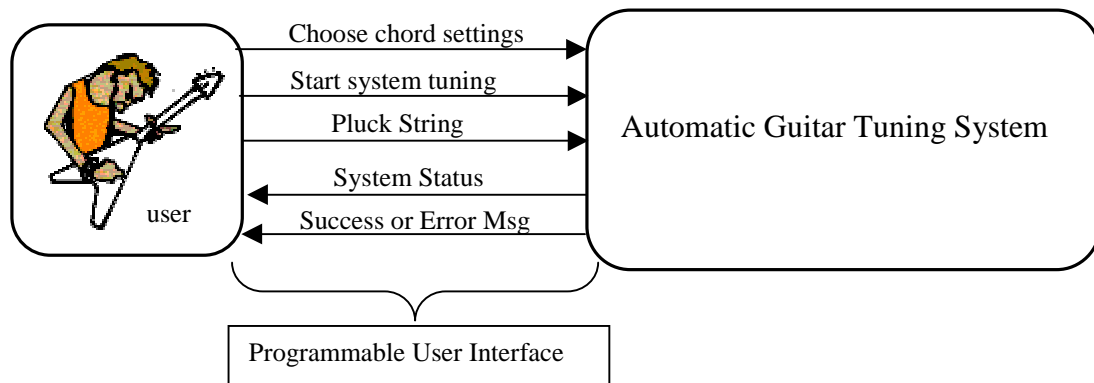 Choose chord settings
Start system tuning
Pluck String
System Status
Success or Error Msg
user
Automatic Guitar Tuning System
Programmable User Interface